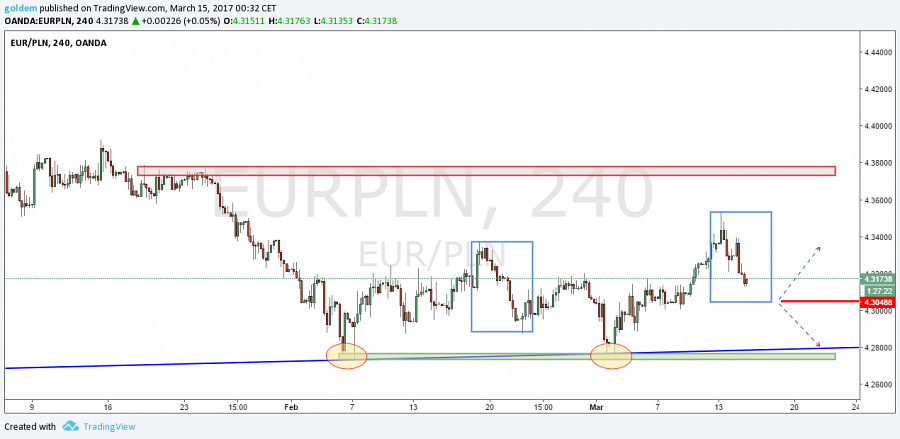 goldem published on TradingView.com, March 15, 2017 00:32 CET
OANDA:EURPLN, 240 4.31738 ▲ +0.00226 (+0.05%) O:4.31511 H:4.31763 L:4.31353 C:4.31738
EUR/PLN, 240, OANDA
EURPLN, 240
EUR/PLN
4.44000
4.42000
4.40000
4.38000
4.36000
4.34000
4.32000
4.31738
1:27:22
4.30488
4.30000
4.28000
4.26000
9 16 23 15:00 Feb 7 13 20 15:00 Mar 7 13 20 24
Created with TradingView